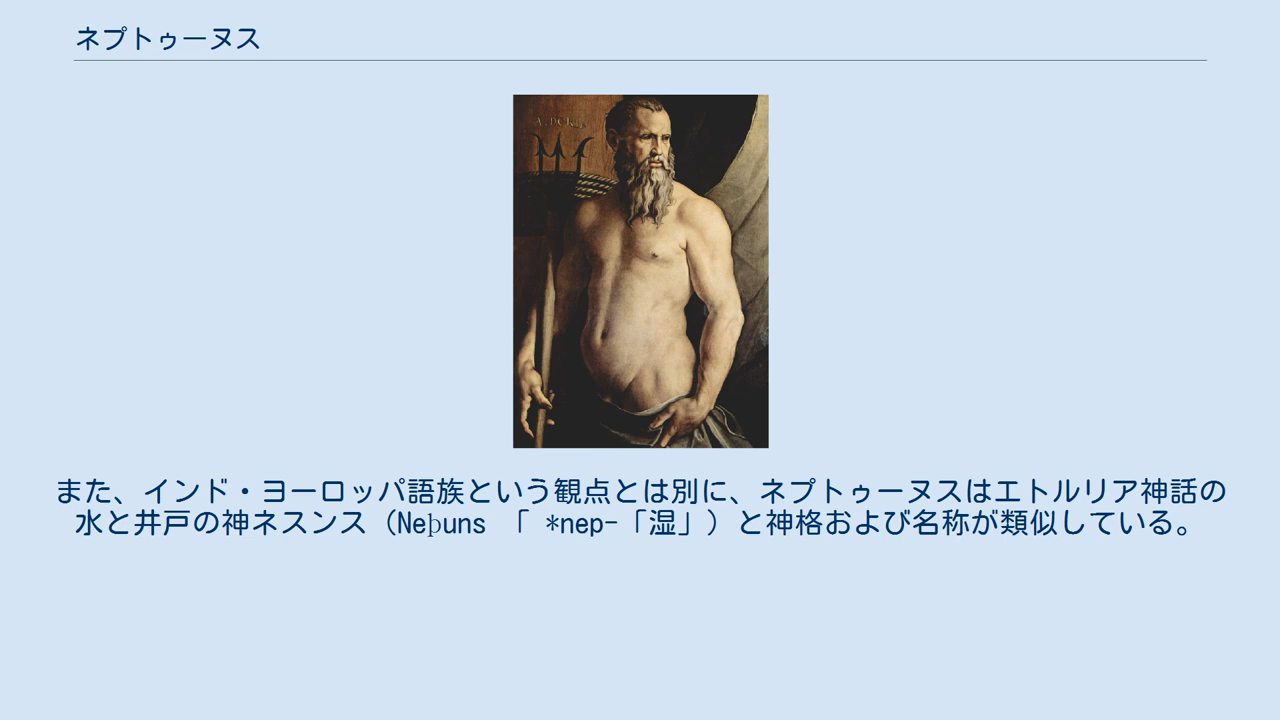 ネプトゥーヌス
また、インド・ヨーロッパ語族という観点とは別に、ネプトゥーヌスはエトルリア神話の
水と井戸の神ネスンス（Neþuns 「 *nep-「湿」）と神格および名称が類似している。